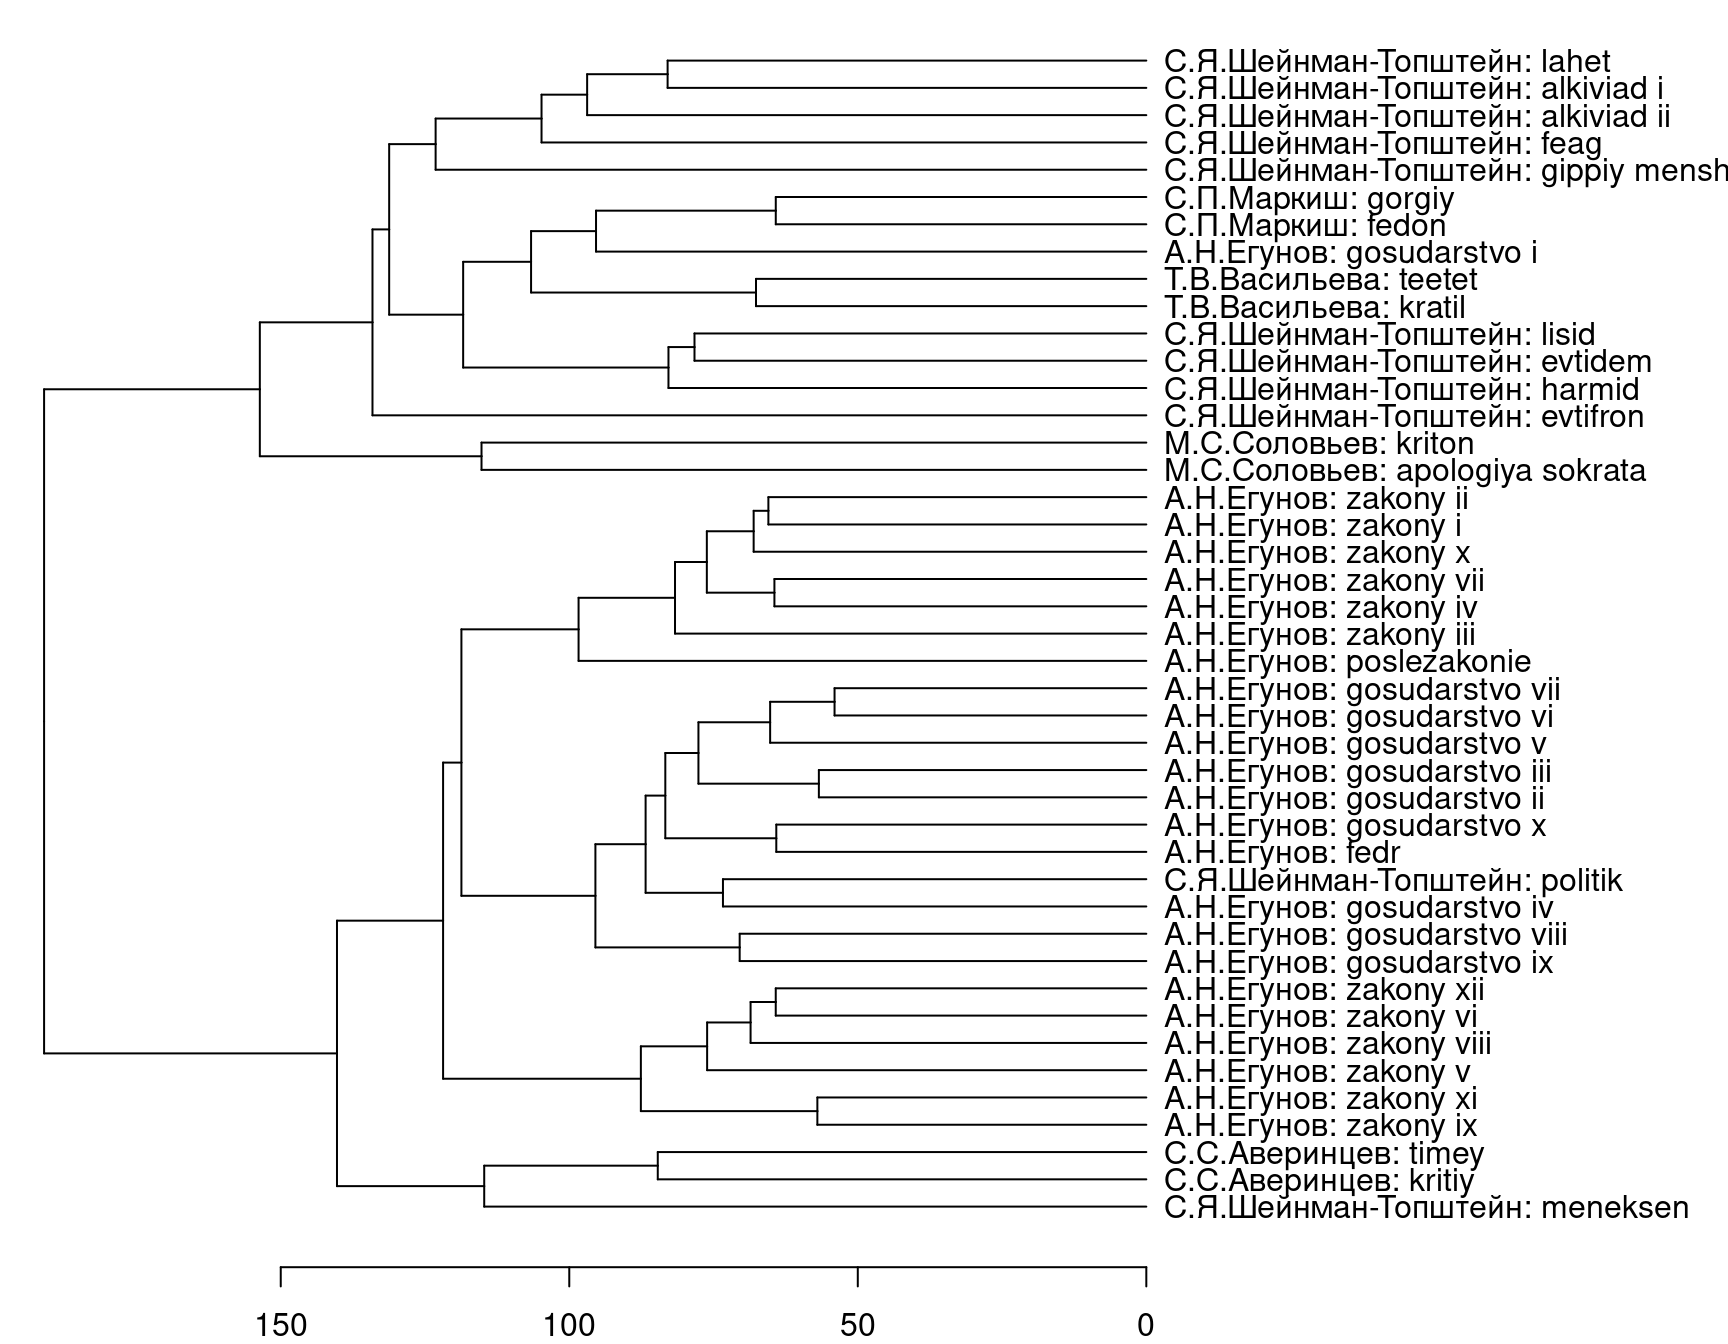 С.Я.Шейнман-Топштейн: lahet
С.Я.Шейнман-Топштейн: alkiviad i
С.Я.Шейнман-Топштейн: alkiviad ii
С.Я.Шейнман-Топштейн: feag
С.Я.Шейнман-Топштейн: gippiy mensh
С.П.Маркиш: gorgiy
С.П.Маркиш: fedon
А.Н.Егунов: gosudarstvo i
Т.В.Васильева: teetet
Т.В.Васильева: kratil
С.Я.Шейнман-Топштейн: lisid
С.Я.Шейнман-Топштейн: evtidem
С.Я.Шейнман-Топштейн: harmid
С.Я.Шейнман-Топштейн: evtifron
М.С.Соловьев: kriton
М.С.Соловьев: apologiya sokrata
А.Н.Егунов: zakony ii
А.Н.Егунов: zakony i
А.Н.Егунов: zakony x
А.Н.Егунов: zakony vii
А.Н.Егунов: zakony iv
А.Н.Егунов: zakony iii
А.Н.Егунов: poslezakonie
А.Н.Егунов: gosudarstvo vii
А.Н.Егунов: gosudarstvo vi
А.Н.Егунов: gosudarstvo v
А.Н.Егунов: gosudarstvo iii
А.Н.Егунов: gosudarstvo ii
А.Н.Егунов: gosudarstvo x
А.Н.Егунов: fedr
С.Я.Шейнман-Топштейн: politik
А.Н.Егунов: gosudarstvo iv
А.Н.Егунов: gosudarstvo viii
А.Н.Егунов: gosudarstvo ix
А.Н.Егунов: zakony xii
А.Н.Егунов: zakony vi
А.Н.Егунов: zakony viii
А.Н.Егунов: zakony v
А.Н.Егунов: zakony xi
А.Н.Егунов: zakony ix
С.С.Аверинцев: timey
С.С.Аверинцев: kritiy
С.Я.Шейнман-Топштейн: meneksen
150 100 50 0